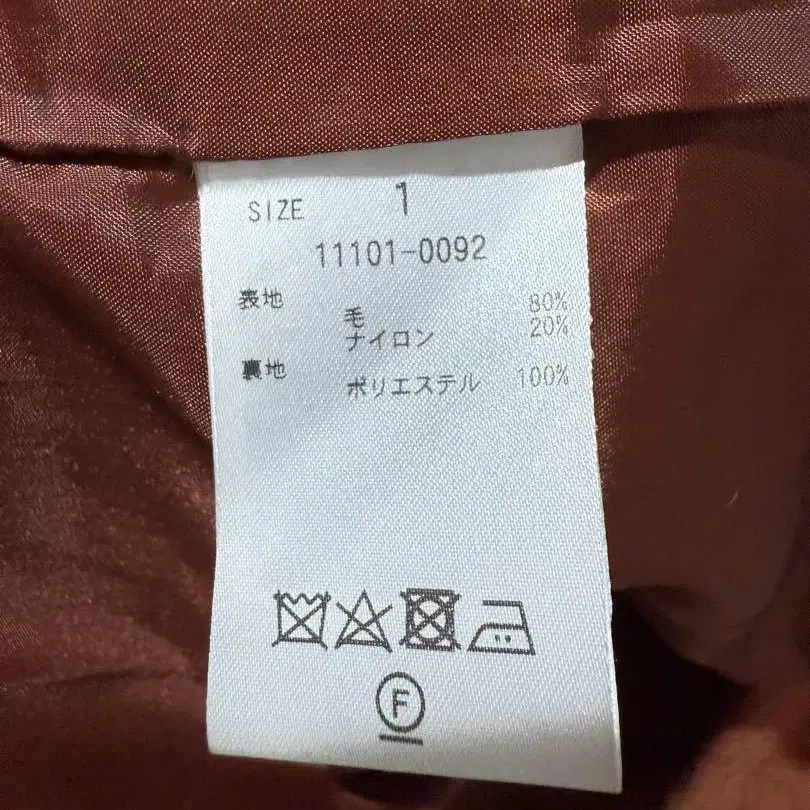 SIZE 1
11101-0092
表地
毛 80%
ナイロン 20%
裏地
ポリエステル 100%
F